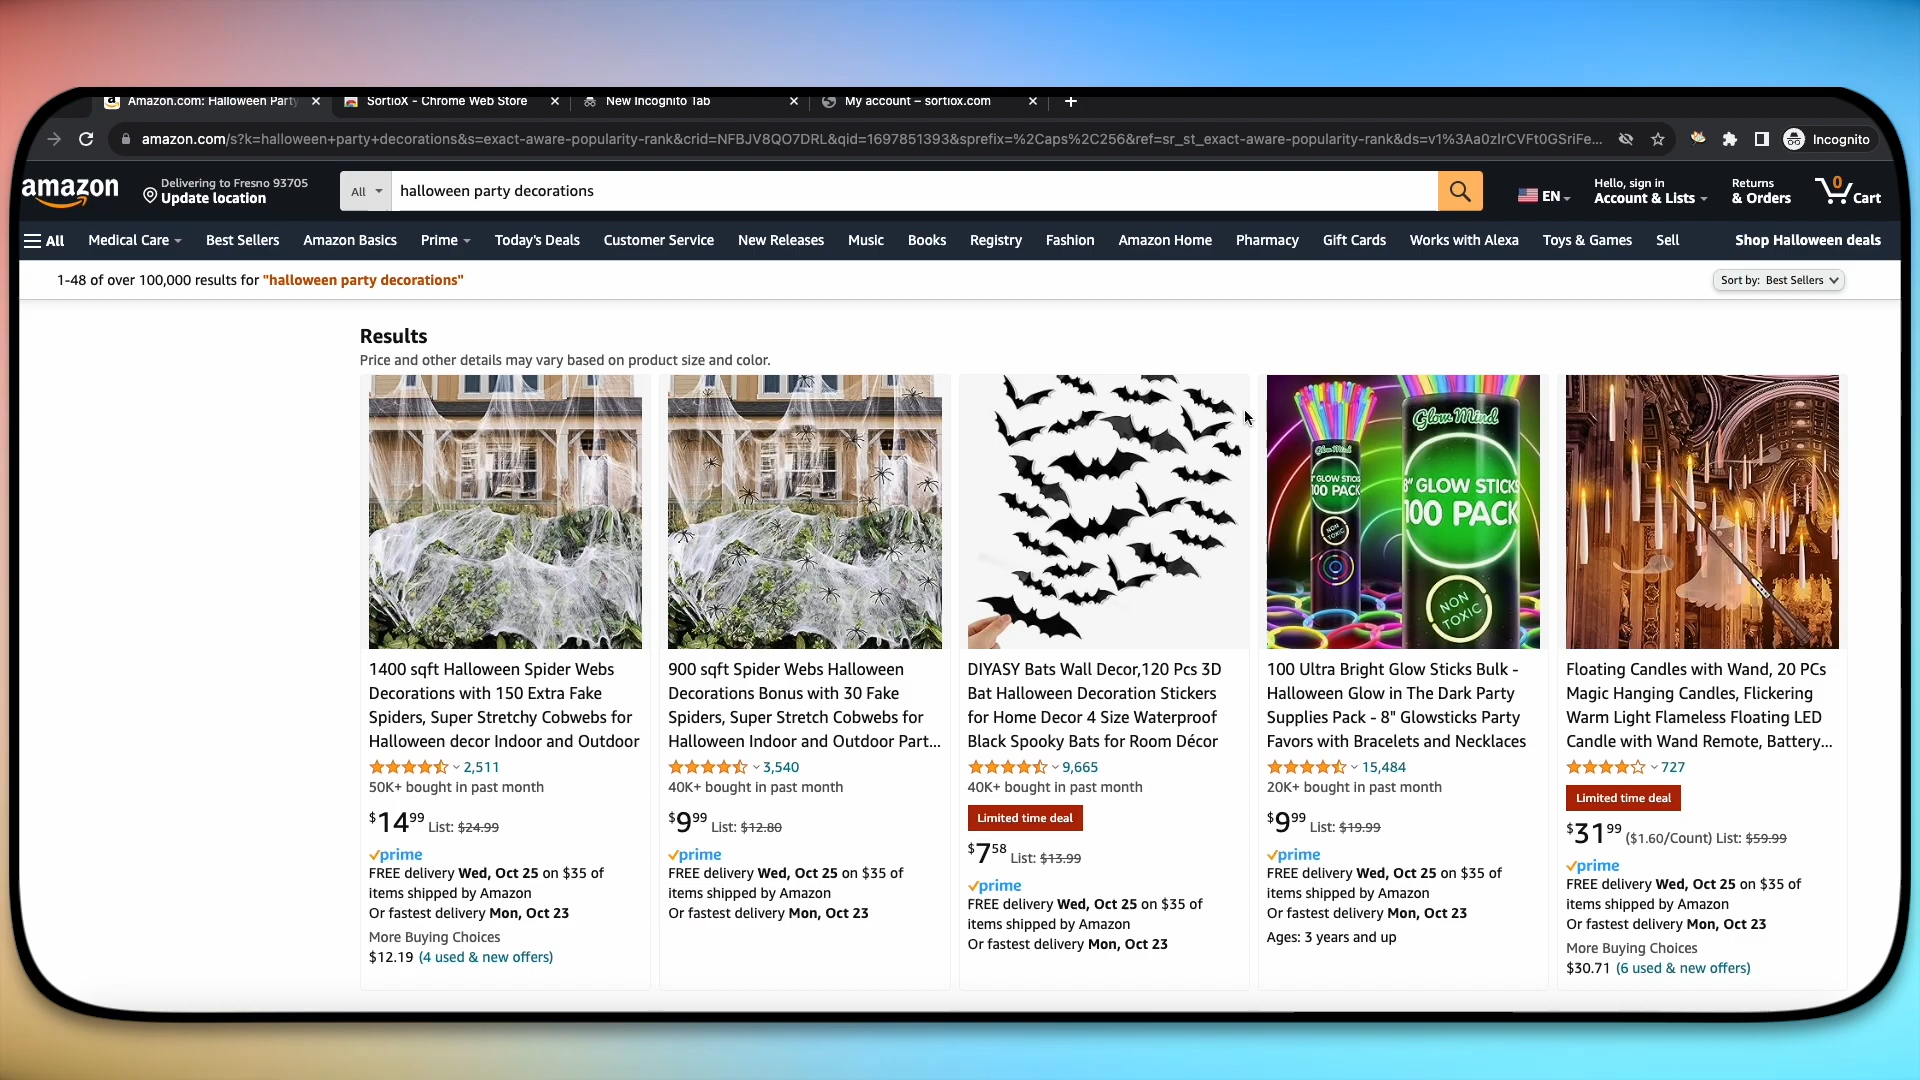 Amazon.com: Halloween Party
SortioX - Chrome Web Store
New Incognito Tab
My account – sortiox.com
amazon.com/s?k=halloween+party+decorations&s=exact-aware-popularity-rank&crid=NFBJV8QO7DRL&qid=1697851393&sprefix=%2Caps%2C256&ref=sr_st_exact-aware-popularity-rank&ds=v1%3Aa0zIrCVFt0GSriFe...
Incognito
amazon
Delivering to Fresno 93705
Update location
All
halloween party decorations
EN
Hello, sign in
Account & Lists
Returns
& Orders
0
Cart
All
Medical Care
Best Sellers
Amazon Basics
Prime
Today's Deals
Customer Service
New Releases
Music
Books
Registry
Fashion
Amazon Home
Pharmacy
Gift Cards
Works with Alexa
Toys & Games
Sell
Shop Halloween deals
1-48 of over 100,000 results for "halloween party decorations"
Sort by: Best Sellers
Results
Price and other details may vary based on product size and color.
1400 sqft Halloween Spider Webs
Decorations with 150 Extra Fake
Spiders, Super Stretchy Cobwebs for
Halloween decor Indoor and Outdoor
2,511
50K+ bought in past month
$14.99 List: $24.99
prime
FREE delivery Wed, Oct 25 on $35 of
items shipped by Amazon
Or fastest delivery Mon, Oct 23
More Buying Choices
$12.19 (4 used & new offers)
900 sqft Spider Webs Halloween
Decorations Bonus with 30 Fake
Spiders, Super Stretch Cobwebs for
Halloween Indoor and Outdoor Part...
3,540
40K+ bought in past month
$9.99 List: $12.80
prime
FREE delivery Wed, Oct 25 on $35 of
items shipped by Amazon
Or fastest delivery Mon, Oct 23
DIYASY Bats Wall Decor,120 Pcs 3D
Bat Halloween Decoration Stickers
for Home Decor 4 Size Waterproof
Black Spooky Bats for Room Décor
9,665
40K+ bought in past month
Limited time deal
$7.58 List: $13.99
prime
FREE delivery Wed, Oct 25 on $35 of
items shipped by Amazon
Or fastest delivery Mon, Oct 23
Glow Mind
GLOW STICKS
100 PACK
NON
TOXIC
Glow Mind
8" GLOW STICKS
100 PACK
NON
TOXIC
100 Ultra Bright Glow Sticks Bulk -
Halloween Glow in The Dark Party
Supplies Pack - 8" Glowsticks Party
Favors with Bracelets and Necklaces
15,484
20K+ bought in past month
$9.99 List: $19.99
prime
FREE delivery Wed, Oct 25 on $35 of
items shipped by Amazon
Or fastest delivery Mon, Oct 23
Ages: 3 years and up
Floating Candles with Wand, 20 PCs
Magic Hanging Candles, Flickering
Warm Light Flameless Floating LED
Candle with Wand Remote, Battery...
727
Limited time deal
$31.99 ($1.60/Count) List: $59.99
prime
FREE delivery Wed, Oct 25 on $35 of
items shipped by Amazon
Or fastest delivery Mon, Oct 23
More Buying Choices
$30.71 (6 used & new offers)